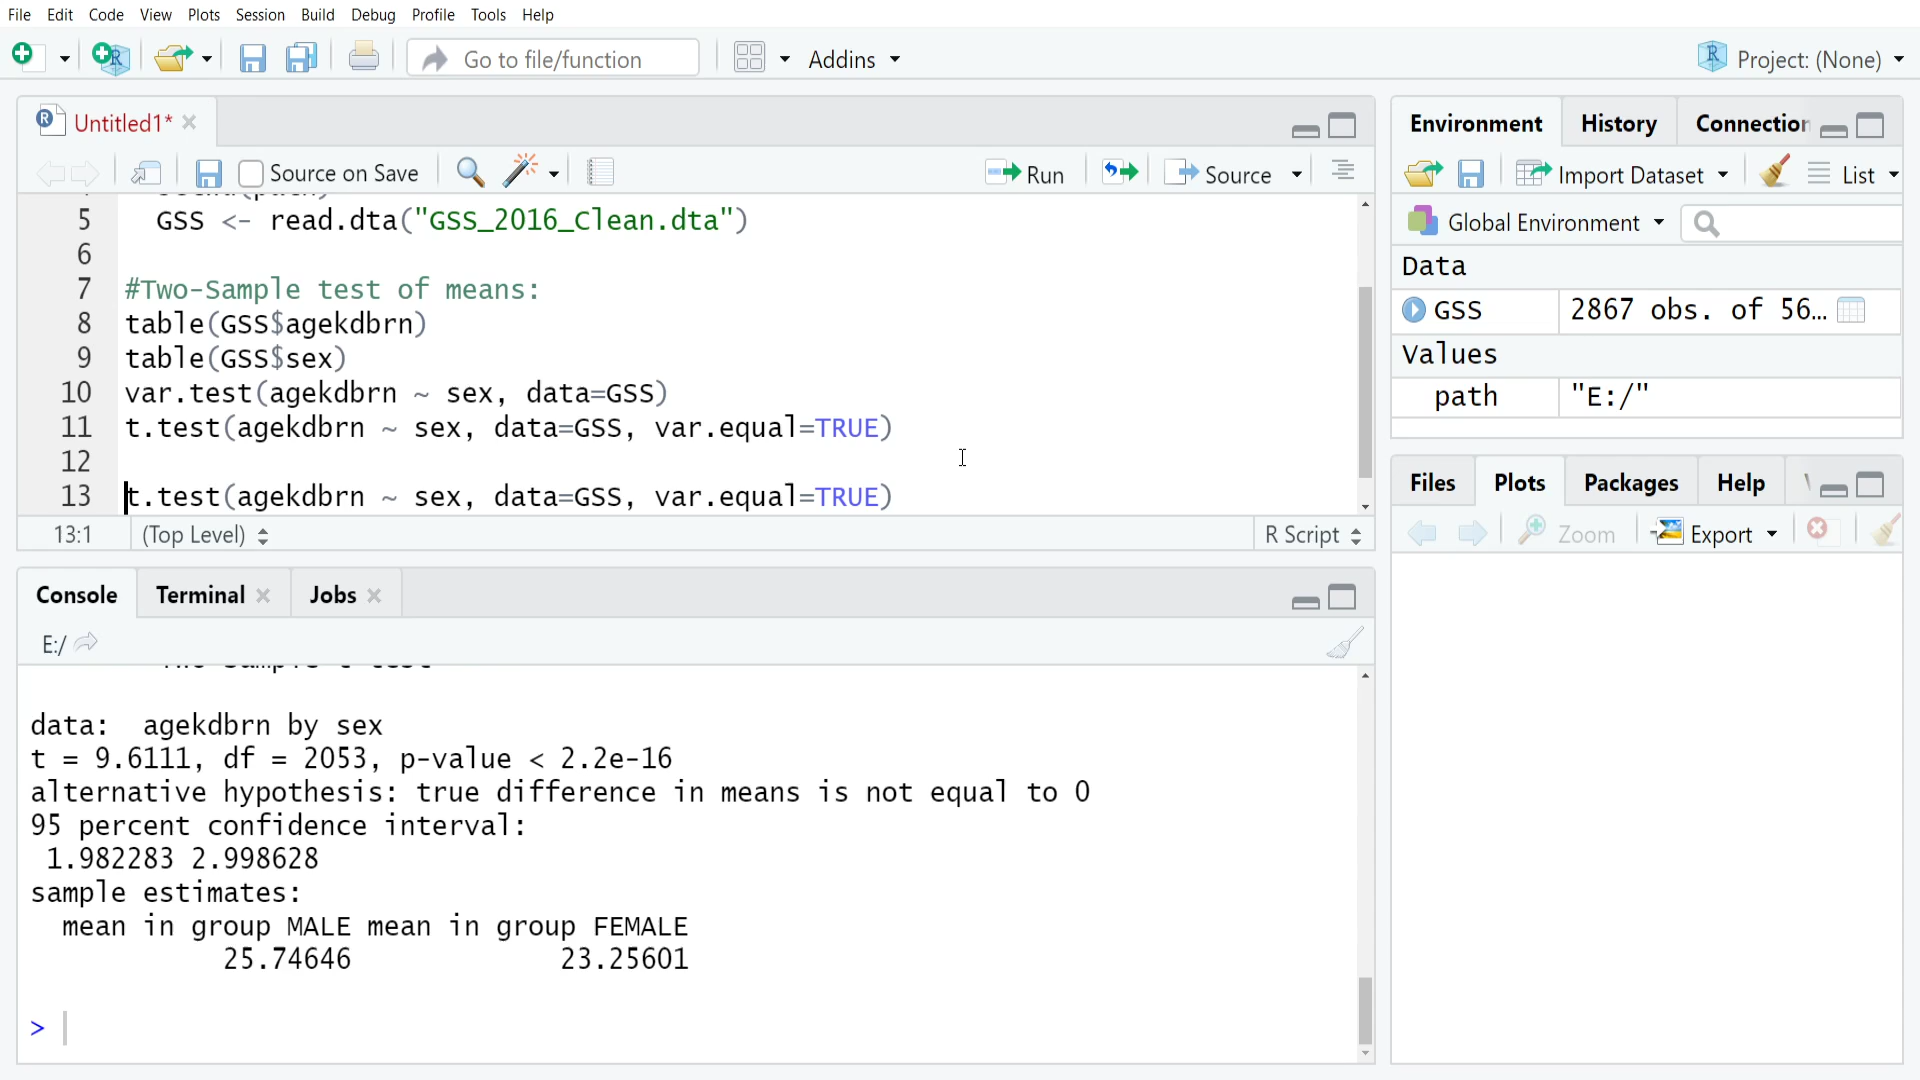 File Edit Code View Plots Session Build Debug Profile Tools Help
Go to file/function Addins Project: (None)
Untitled1*
Source on Save Run Source
5 GSS <- read.dta("GSS_2016_Clean.dta")
6
7 #Two-Sample test of means:
8 table(GSS$agekdbrn)
9 table(GSS$sex)
10 var.test(agekdbrn ~ sex, data=GSS)
11 t.test(agekdbrn ~ sex, data=GSS, var.equal=TRUE)
12
13 t.test(agekdbrn ~ sex, data=GSS, var.equal=TRUE)
13:1 (Top Level) R Script
Console Terminal Jobs
E:/
data: agekdbrn by sex
t = 9.6111, df = 2053, p-value < 2.2e-16
alternative hypothesis: true difference in means is not equal to 0
95 percent confidence interval:
1.982283 2.998628
sample estimates:
mean in group MALE mean in group FEMALE
25.74646 23.25601
>
Environment History Connection
Import Dataset List
Global Environment
Data
GSS 2867 obs. of 56…
Values
path "E:/"
Files Plots Packages Help
Zoom Export